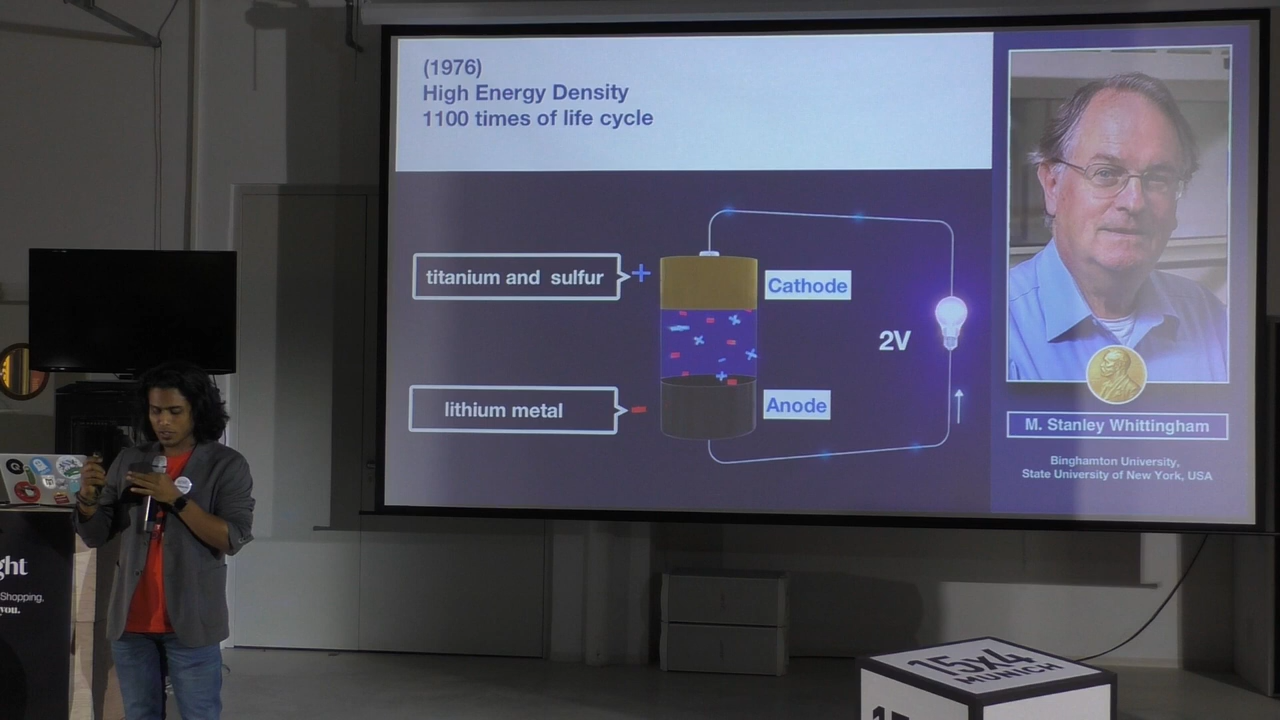 (1976)
High Energy Density
1100 times of life cycle
titanium and sulfur
+
Cathode
2V
lithium metal
Anode
M. Stanley Whittingham
Binghamton University,
State University of New York, USA
ght
Shopping.
you.
15x4
MUNICH